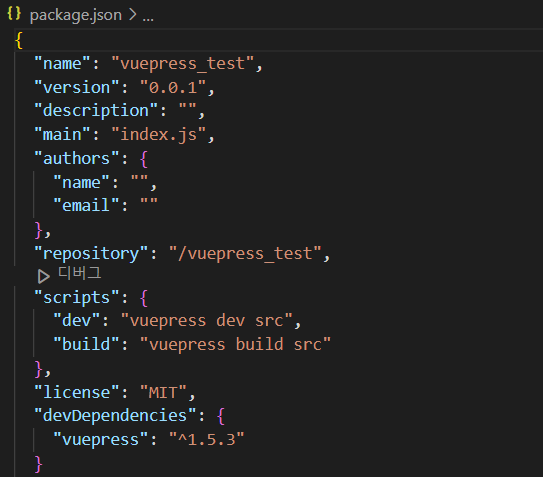 {} package.json > ...
{
"name": "vuepress_test",
"version": "0.0.1",
"description": "",
"main": "index.js",
"authors": {
"name": "",
"email": ""
},
"repository": "/vuepress_test",
디버그
"scripts": {
"dev": "vuepress dev src",
"build": "vuepress build src"
},
"license": "MIT",
"devDependencies": {
"vuepress": "^1.5.3"
}